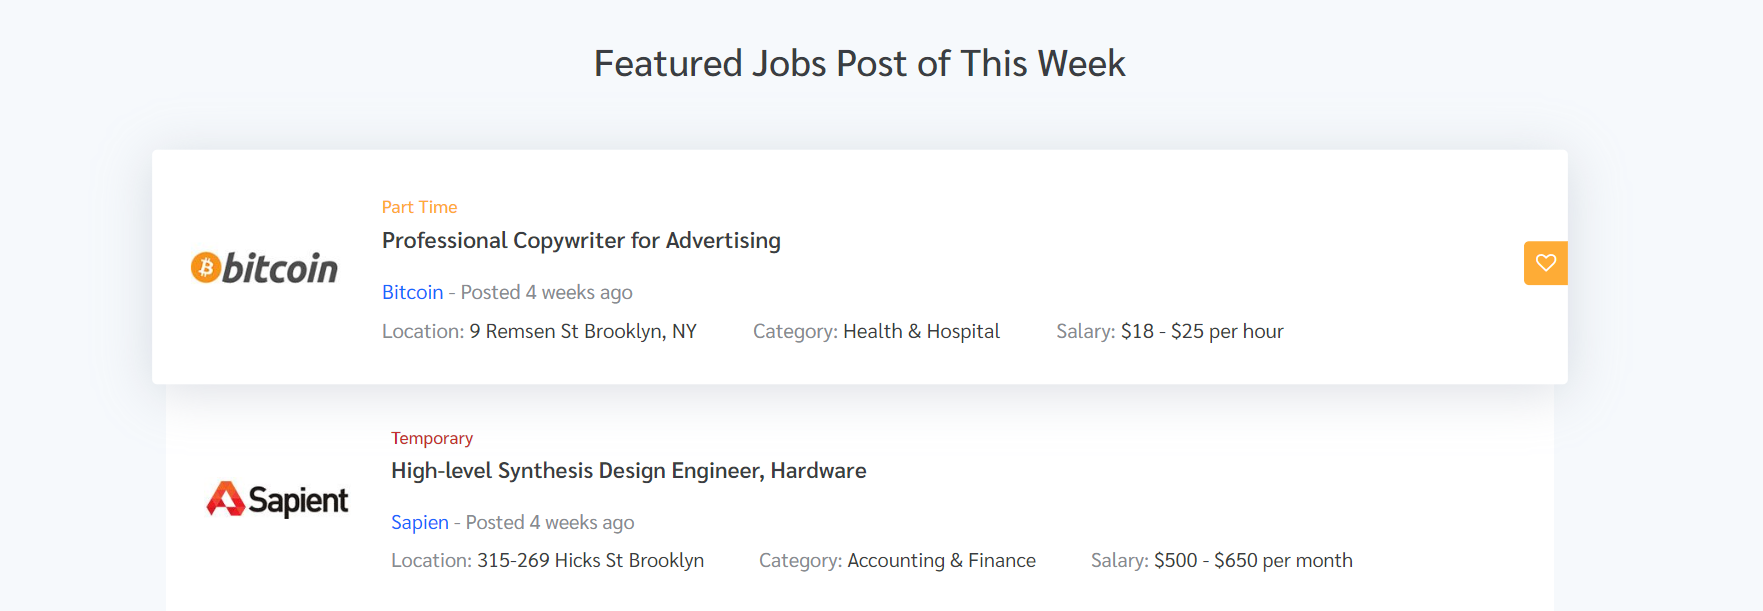 Featured Jobs Post of This Week
Part Time
Professional Copywriter for Advertising
bitcoin
Bitcoin - Posted 4 weeks ago
Location: 9 Remsen St Brooklyn, NY Category: Health & Hospital Salary: $18 - $25 per hour
Temporary
High-level Synthesis Design Engineer, Hardware
Sapient
Sapien - Posted 4 weeks ago
Location: 315-269 Hicks St Brooklyn Category: Accounting & Finance Salary: $500 - $650 per month